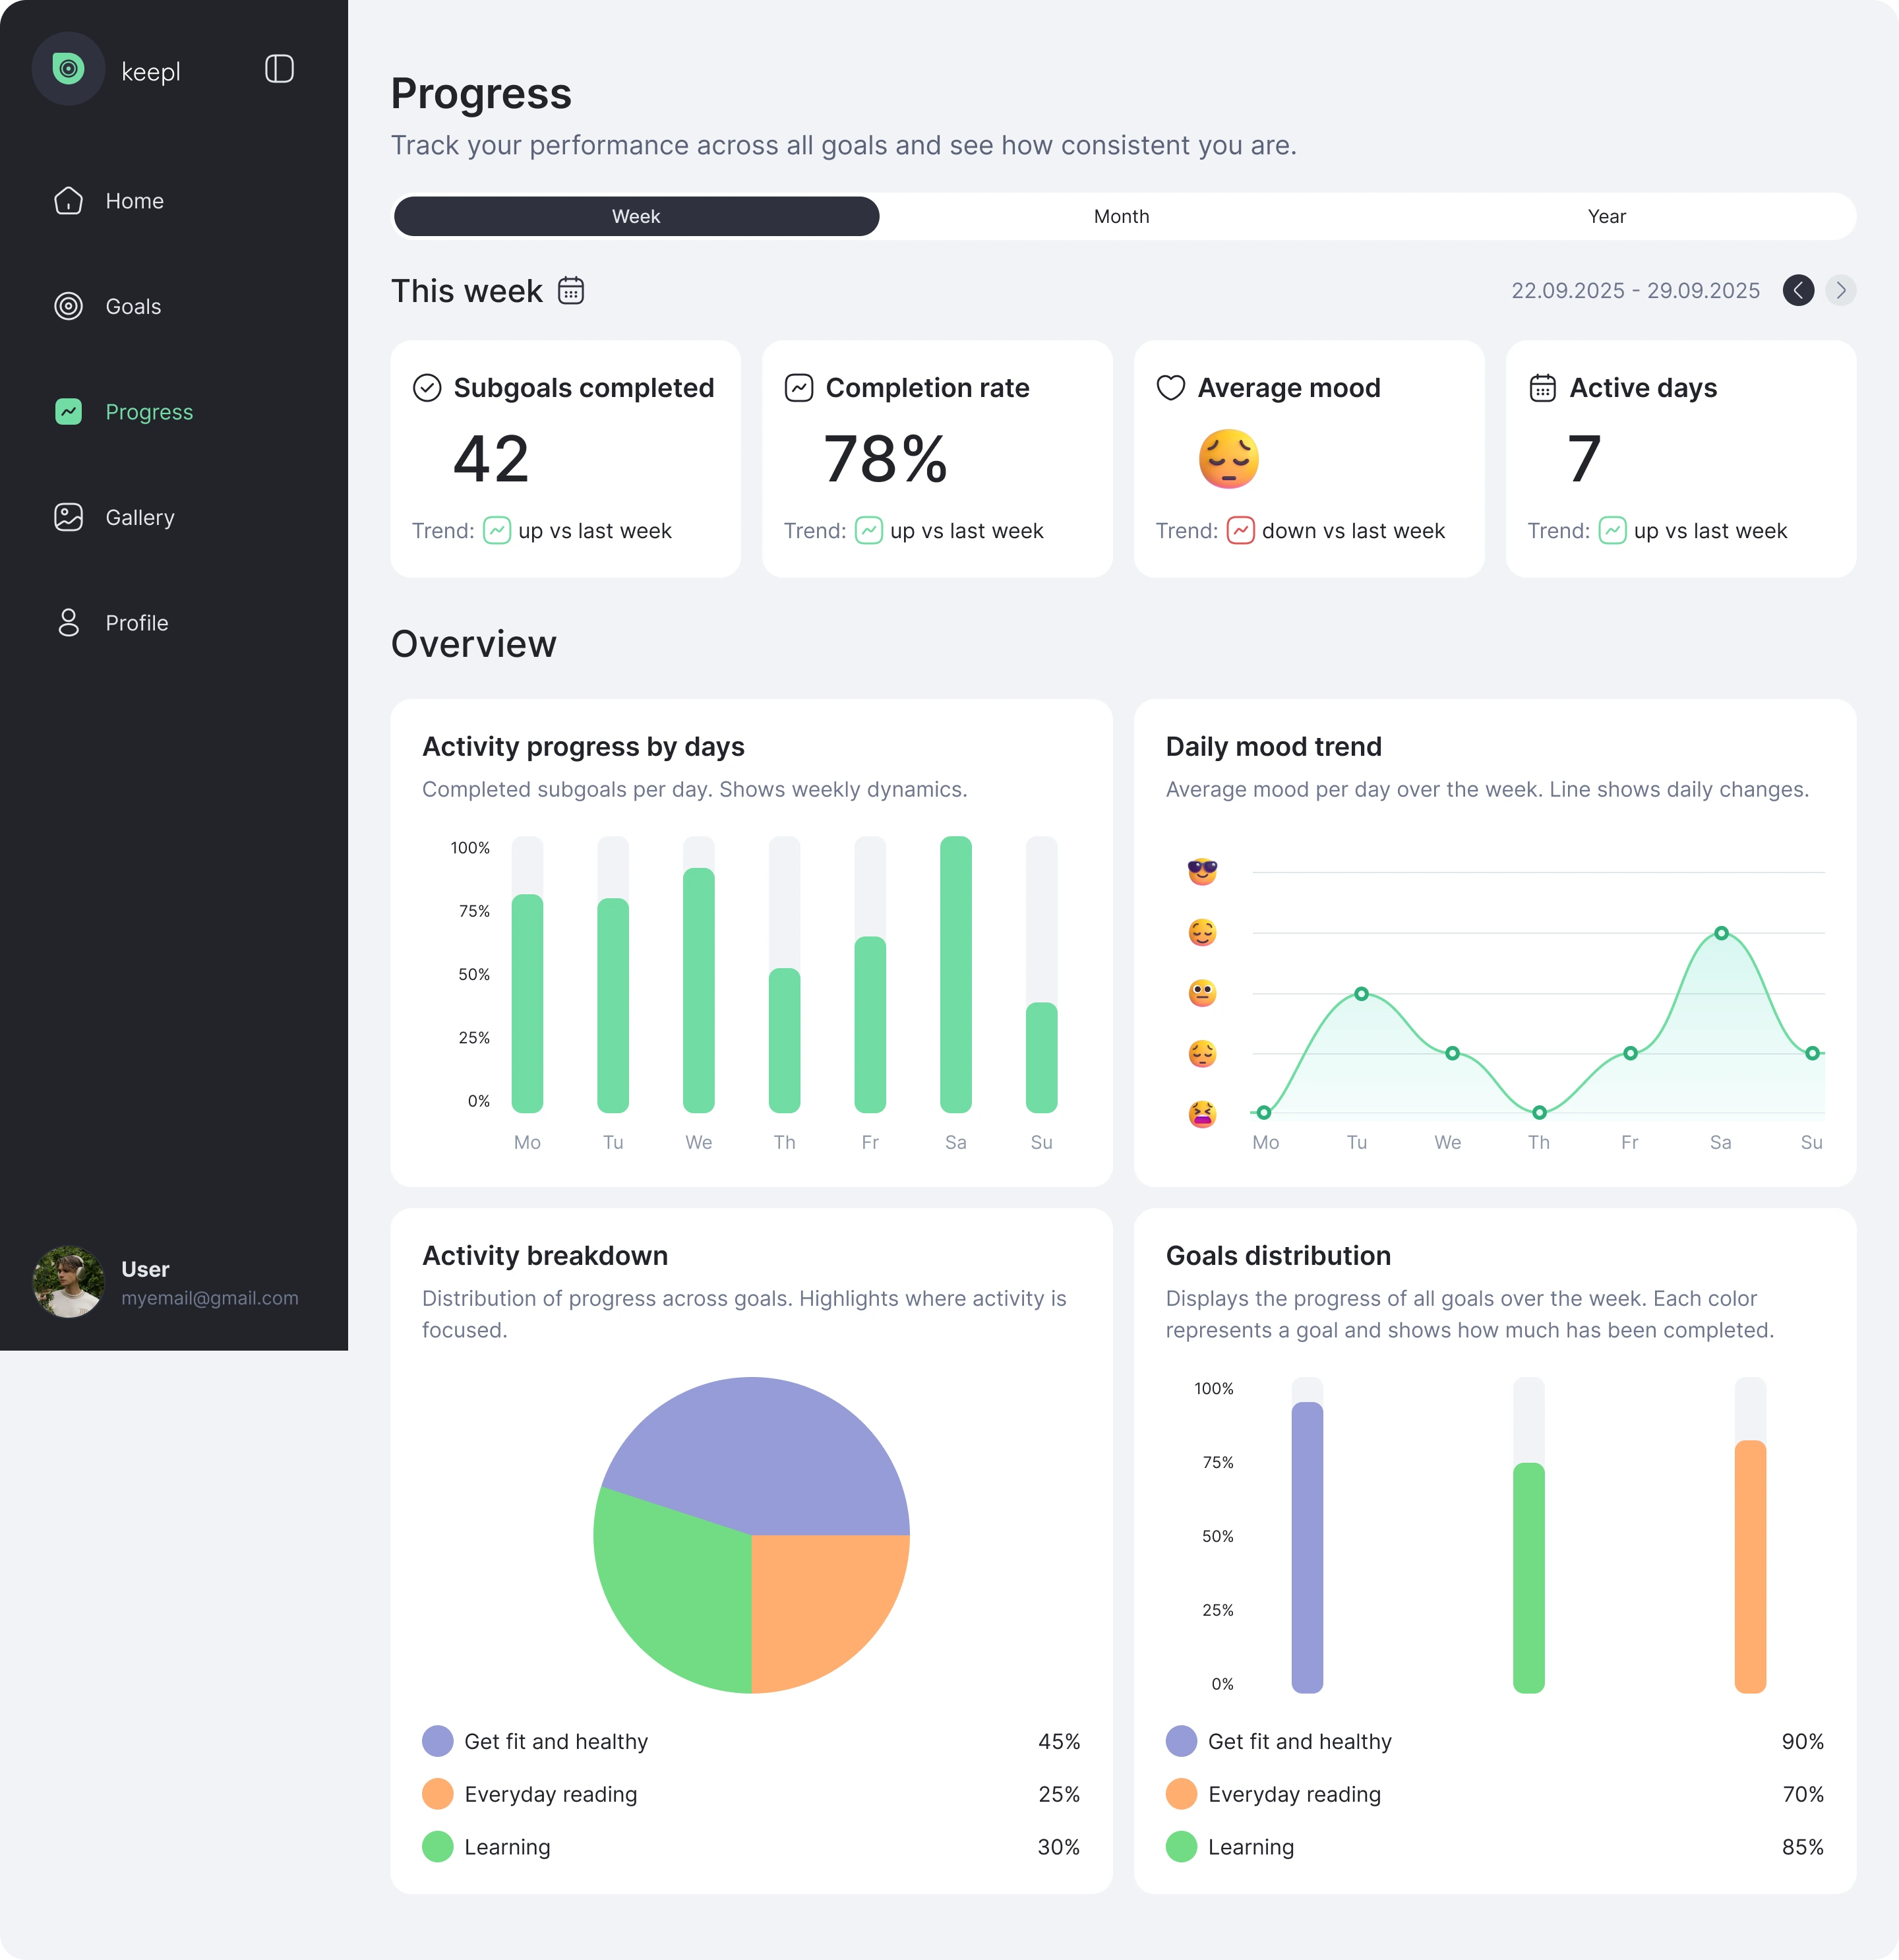 keepl
Home
Goals
Progress
Gallery
Profile
User
myemail@gmail.com
Progress
Track your performance across all goals and see how consistent you are.
Week
Month
Year
This week
22.09.2025 - 29.09.2025
Subgoals completed
42
Trend: up vs last week
Completion rate
78%
Trend: up vs last week
Average mood
Trend: down vs last week
Active days
7
Trend: up vs last week
Overview
Activity progress by days
Completed subgoals per day. Shows weekly dynamics.
100%
75%
50%
25%
0%
Mo Tu We Th Fr Sa Su
Daily mood trend
Average mood per day over the week. Line shows daily changes.
Mo Tu We Th Fr Sa Su
Activity breakdown
Distribution of progress across goals. Highlights where activity is
focused.
Get fit and healthy 45%
Everyday reading 25%
Learning 30%
Goals distribution
Displays the progress of all goals over the week. Each color
represents a goal and shows how much has been completed.
100%
75%
50%
25%
0%
Get fit and healthy 90%
Everyday reading 70%
Learning 85%